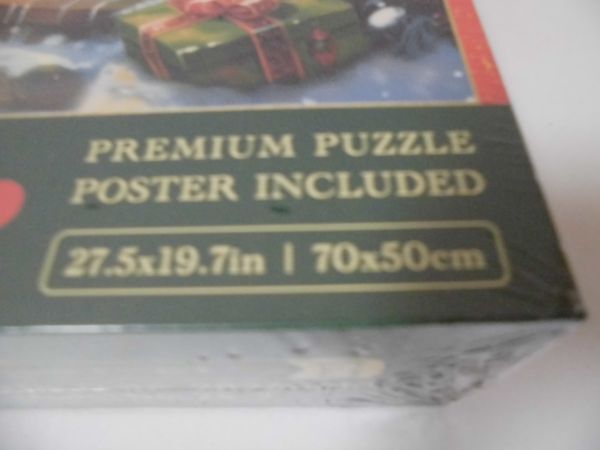 PREMIUM PUZZLE
POSTER INCLUDED
27.5x19.7in | 70x50cm